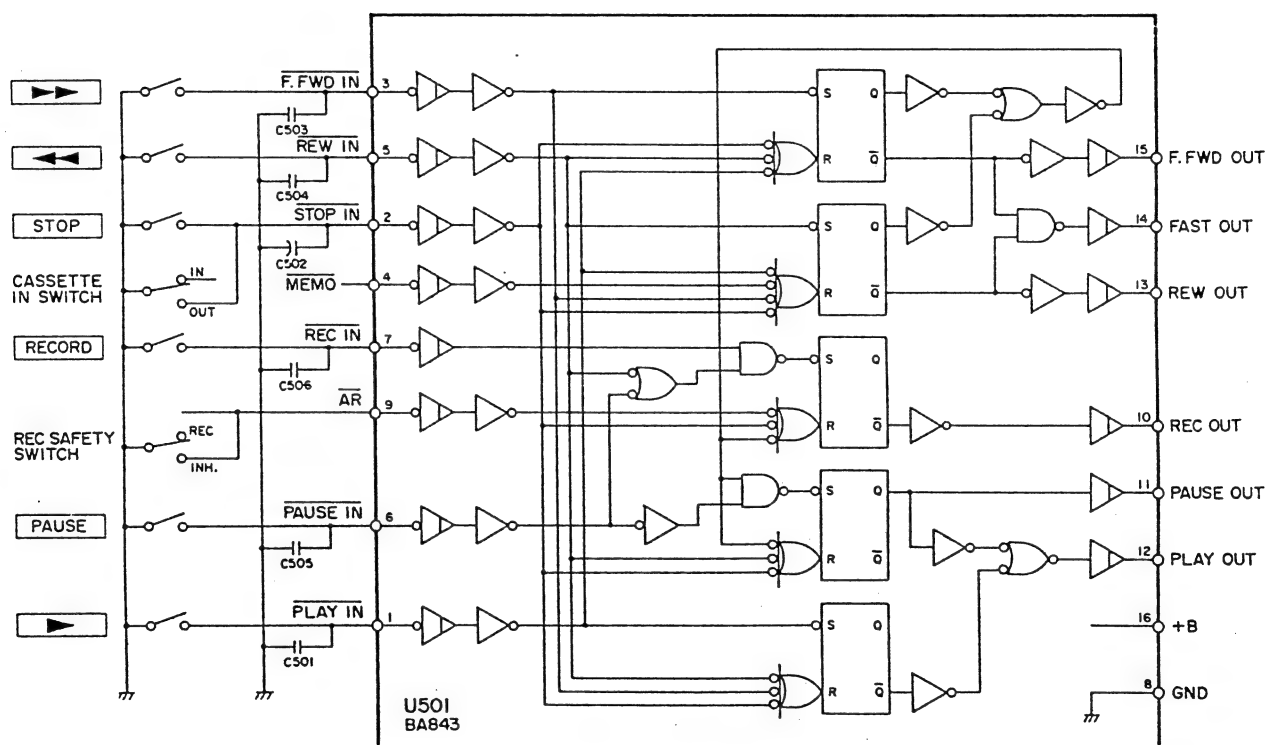 F.FWD IN
3
C503
S
Q
R
Q
15
F.FWD OUT
REW IN
5
C504
STOP
STOP IN
2
C502
S
Q
R
Q
14
FAST OUT
CASSETTE
IN SWITCH
IN
OUT
MEMO
4
13
REW OUT
RECORD
REC IN
7
C506
S
Q
R
Q
10
REC OUT
AR
9
REC SAFETY
SWITCH
REC
INH.
PAUSE
PAUSE IN
6
C505
S
Q
R
Q
11
PAUSE OUT
12
PLAY OUT
PLAY IN
1
C501
S
Q
R
Q
16
+B
8
GND
U501
BA843